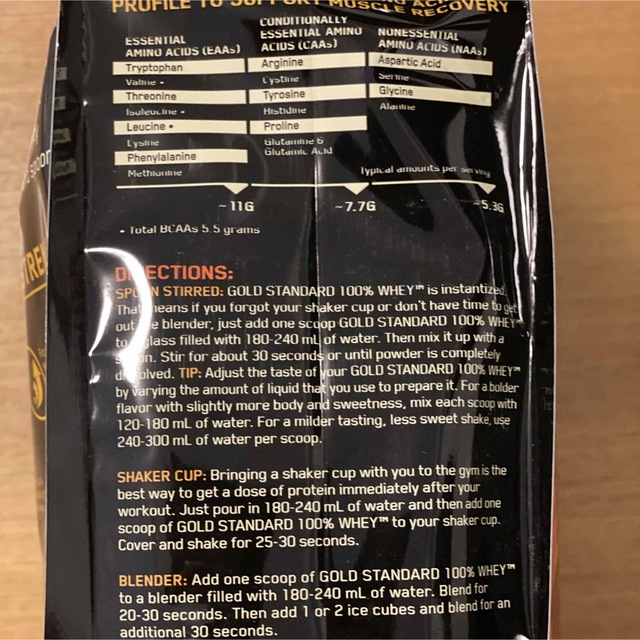 PROFILE TO SUPPORT MUSCLE RECOVERY
ESSENTIAL
AMINO ACIDS (EAAs)
Tryptophan
Valine •
Threonine
Isoleucine •
Leucine •
Lysine
Phenylalanine
Methionine
CONDITIONALLY
ESSENTIAL AMINO
ACIDS (CAAs)
Arginine
Cystine
Tyrosine
Histidine
Proline
Glutamine &
Glutamic Acid
NONESSENTIAL
AMINO ACIDS (NAAs)
Aspartic Acid
Serine
Glycine
Alanine
Typical amounts per serving
~11G
~7.7G
~5.3G
• Total BCAAs 5.5 grams
DIRECTIONS:
SPOON STIRRED: GOLD STANDARD 100% WHEY™ is instantized.
That means if you forgot your shaker cup or don't have time to get
out the blender, just add one scoop GOLD STANDARD 100% WHEY™
to a glass filled with 180-240 mL of water. Then mix it up with a
spoon. Stir for about 30 seconds or until powder is completely
dissolved. TIP: Adjust the taste of your GOLD STANDARD 100% WHEY™
by varying the amount of liquid that you use to prepare it. For a bolder
flavor with slightly more body and sweetness, mix each scoop with
120-180 mL of water. For a milder tasting, less sweet shake, use
240-300 mL of water per scoop.
SHAKER CUP: Bringing a shaker cup with you to the gym is the
best way to get a dose of protein immediately after your
workout. Just pour in 180-240 mL of water and then add one
scoop of GOLD STANDARD 100% WHEY™ to your shaker cup.
Cover and shake for 25-30 seconds.
BLENDER: Add one scoop of GOLD STANDARD 100% WHEY™
to a blender filled with 180-240 mL of water. Blend for
20-30 seconds. Then add 1 or 2 ice cubes and blend for an
additional 30 seconds.